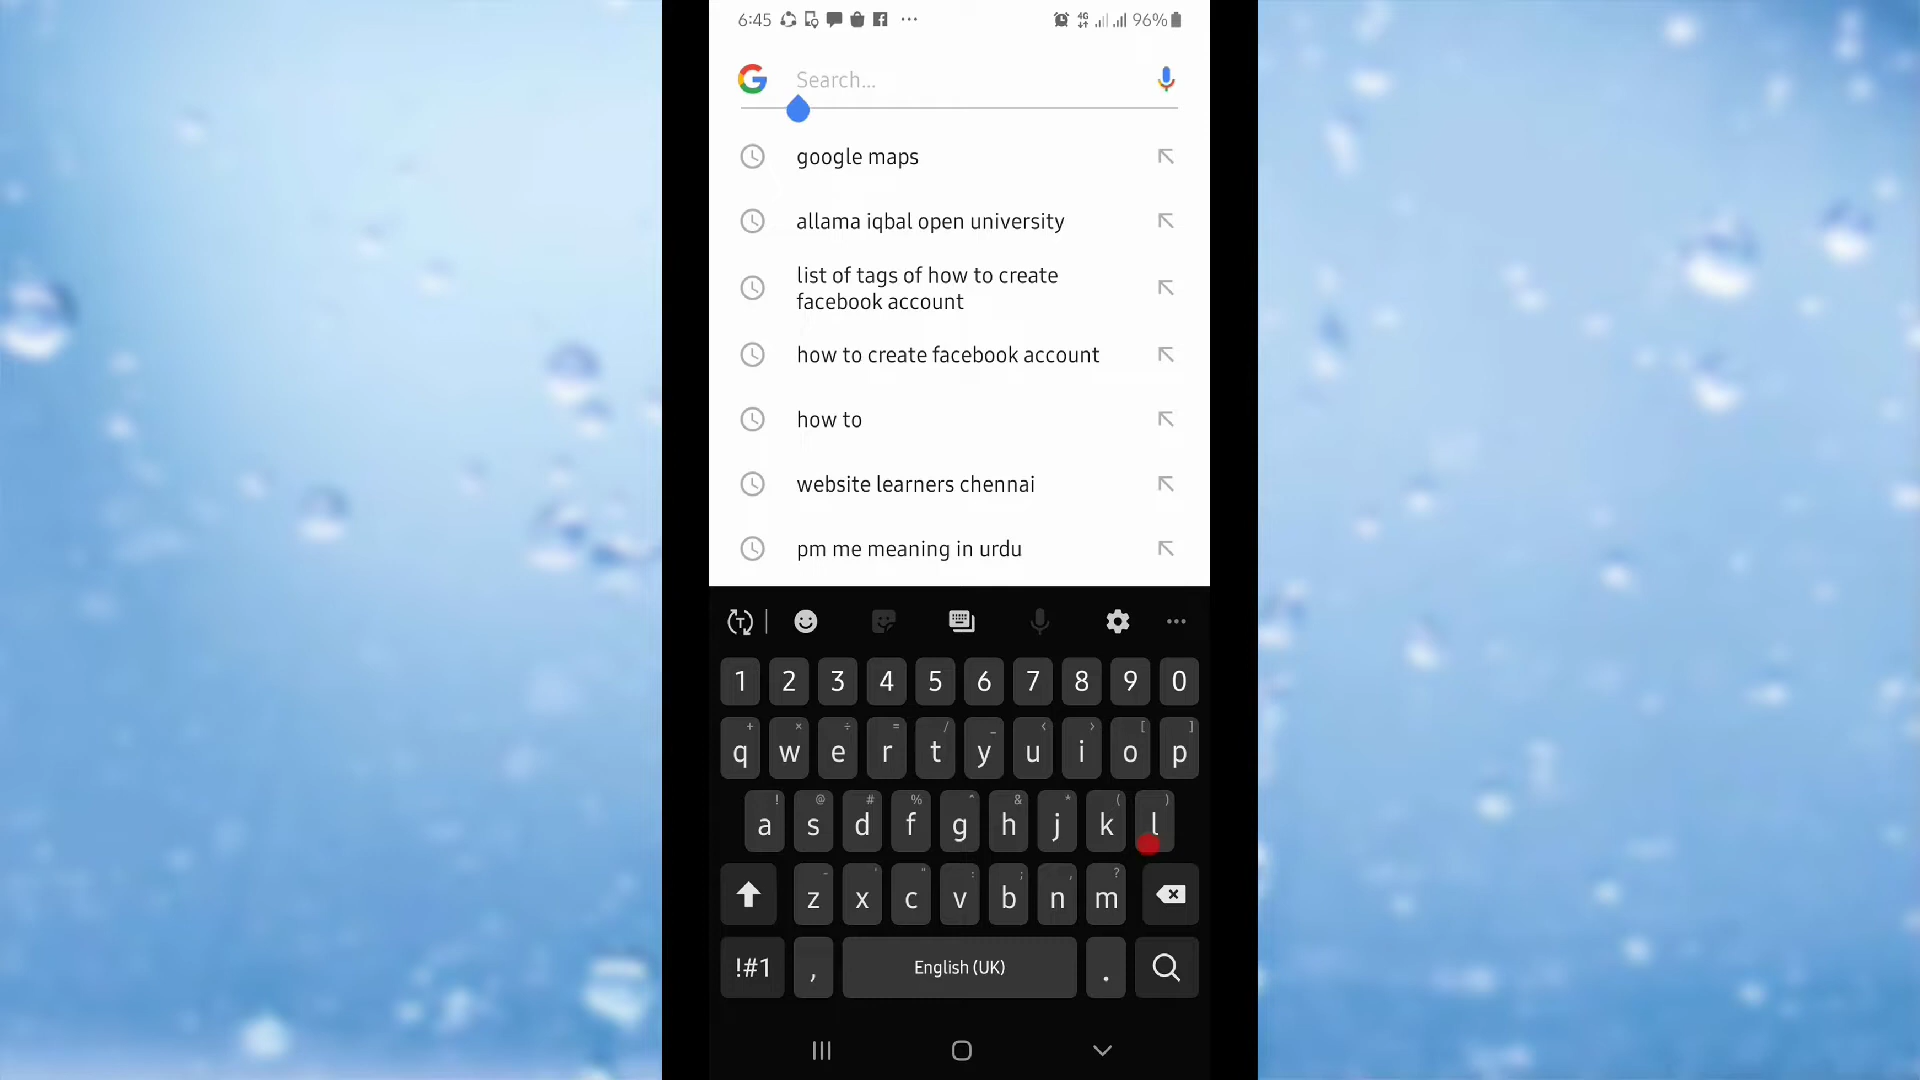 6:45 96%
Search...
google maps
allama iqbal open university
list of tags of how to create
facebook account
how to create facebook account
how to
website learners chennai
pm me meaning in urdu
1 2 3 4 5 6 7 8 9 0
+ × ÷ = / _ < > [ ]
q w e r t y u i o p
! @ # % ^ & * ( )
a s d f g h j k l
- ' " : ; , ?
z x c v b n m
!#1 , English (UK) .